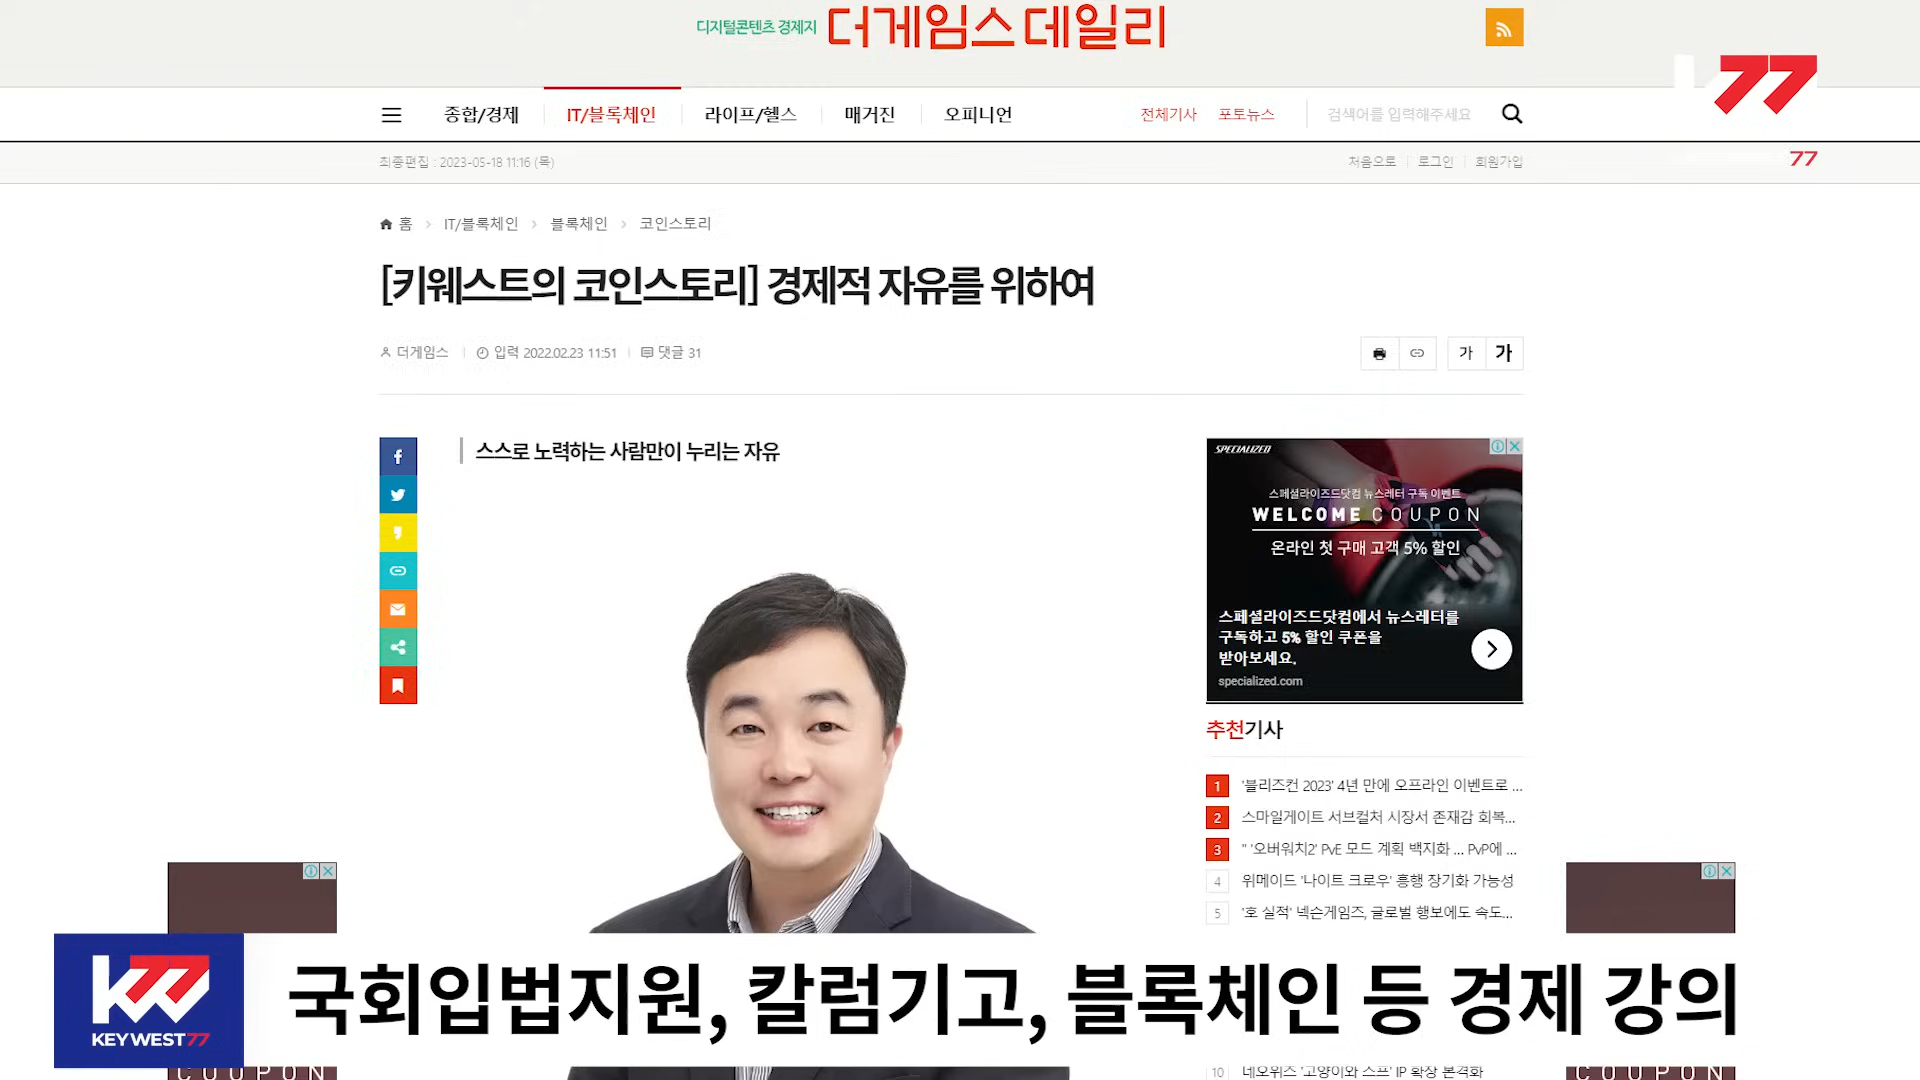 디지털콘텐츠 경제지 더게임스데일리
K77
종합/경제 IT/블록체인 라이프/헬스 매거진 오피니언 전체기사 포토뉴스 검색어를 입력해주세요
최종편집 : 2023-05-18 11:16 (목) 처음으로 로그인 회원가입
77
홈 IT/블록체인 블록체인 코인스토리
[키웨스트의 코인스토리] 경제적 자유를 위하여
더게임스 입력 2022.02.23 11:51 댓글 31
가 가
스스로 노력하는 사람만이 누리는 자유
SPECIALIZED
스페셜라이즈드닷컴 뉴스레터 구독 이벤트
WELCOME COUPON
온라인 첫 구매 고객 5% 할인
스페셜라이즈드닷컴에서 뉴스레터를
구독하고 5% 할인 쿠폰을
받아보세요.
specialized.com
추천기사
1 '블리즈컨 2023' 4년 만에 오프라인 이벤트로 ...
2 스마일게이트 서브컬처 시장서 존재감 회복...
3 " '오버워치2' PvE 모드 계획 백지화 ... PvP에 ...
4 위메이드 '나이트 크로우' 흥행 장기화 가능성
5 '호 실적' 넥슨게임즈, 글로벌 행보에도 속도...
K77
KEYWEST77
국회입법지원, 칼럼기고, 블록체인 등 경제 강의
COUPON
10 네오위즈 '고양이와 스프' IP 확장 본격화
COUPON